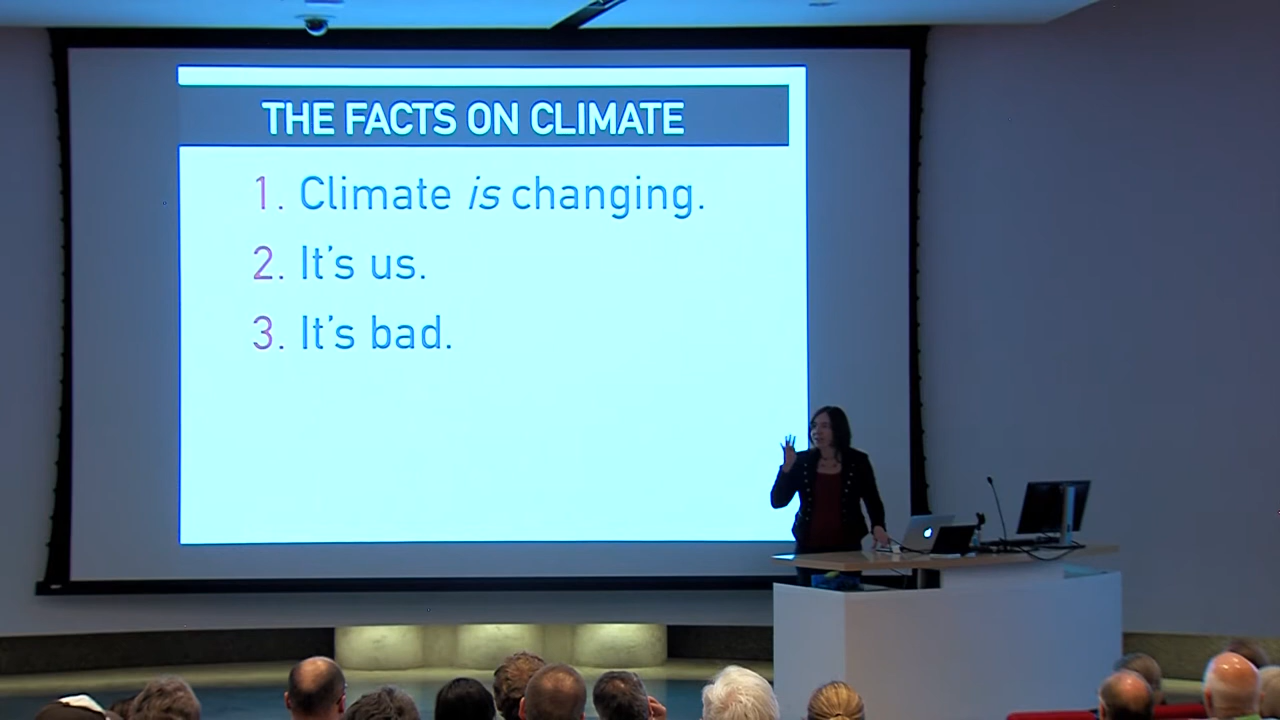 THE FACTS ON CLIMATE
1. Climate is changing.
2. It's us.
3. It's bad.